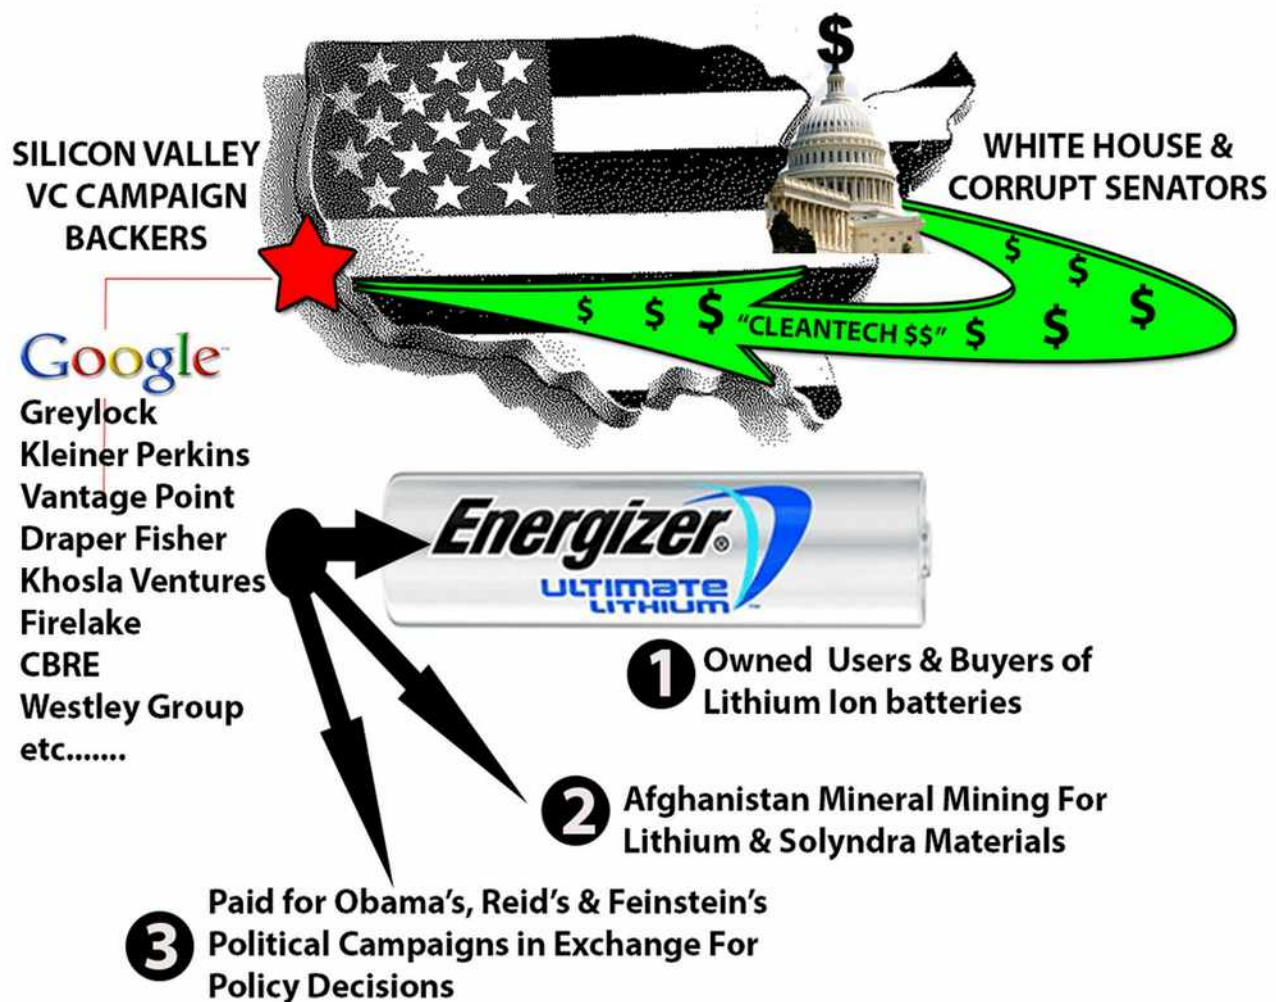 $
SILICON VALLEY
VC CAMPAIGN
BACKERS
WHITE HOUSE &
CORRUPT SENATORS
$
$
$
$ $ $ "CLEANTECH $$" $ $
Google
Greylock
Kleiner Perkins
Vantage Point
Draper Fisher
Khosla Ventures
Firelake
CBRE
Westley Group
etc.......
Energizer®
ULTIMATE
LITHIUM™
1 Owned Users & Buyers of
Lithium Ion batteries
2 Afghanistan Mineral Mining For
Lithium & Solyndra Materials
3 Paid for Obama's, Reid's & Feinstein's
Political Campaigns in Exchange For
Policy Decisions